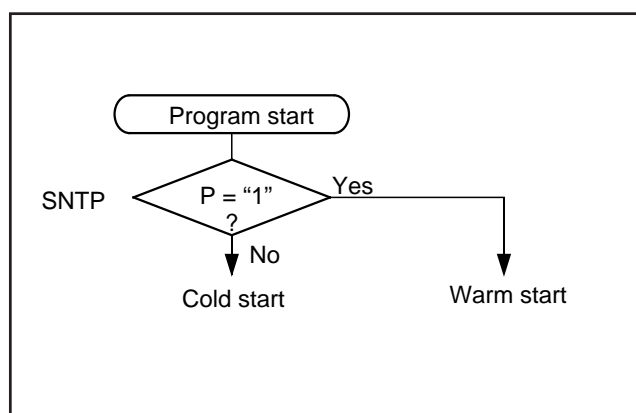 Program start
SNTP
P = “1”
?
Yes
No
Cold start
Warm start